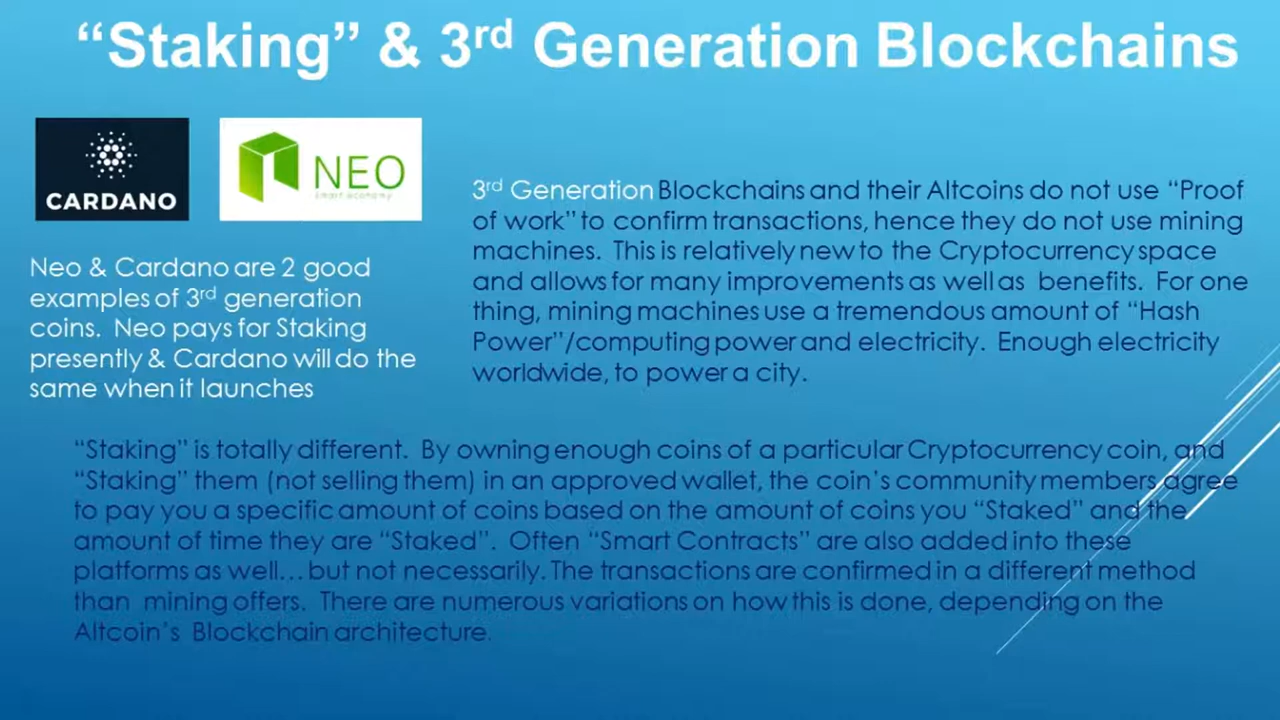 “Staking” & 3rd Generation Blockchains
CARDANO
NEO
smart economy
Neo & Cardano are 2 good
examples of 3rd generation
coins. Neo pays for Staking
presently & Cardano will do the
same when it launches
3rd Generation Blockchains and their Altcoins do not use “Proof
of work” to confirm transactions, hence they do not use mining
machines. This is relatively new to the Cryptocurrency space
and allows for many improvements as well as benefits. For one
thing, mining machines use a tremendous amount of “Hash
Power”/computing power and electricity. Enough electricity
worldwide, to power a city.
“Staking” is totally different. By owning enough coins of a particular Cryptocurrency coin, and
“Staking” them (not selling them) in an approved wallet, the coin’s community members agree
to pay you a specific amount of coins based on the amount of coins you “Staked” and the
amount of time they are “Staked”. Often “Smart Contracts” are also added into these
platforms as well…but not necessarily. The transactions are confirmed in a different method
than mining offers. There are numerous variations on how this is done, depending on the
Altcoin’s Blockchain architecture.